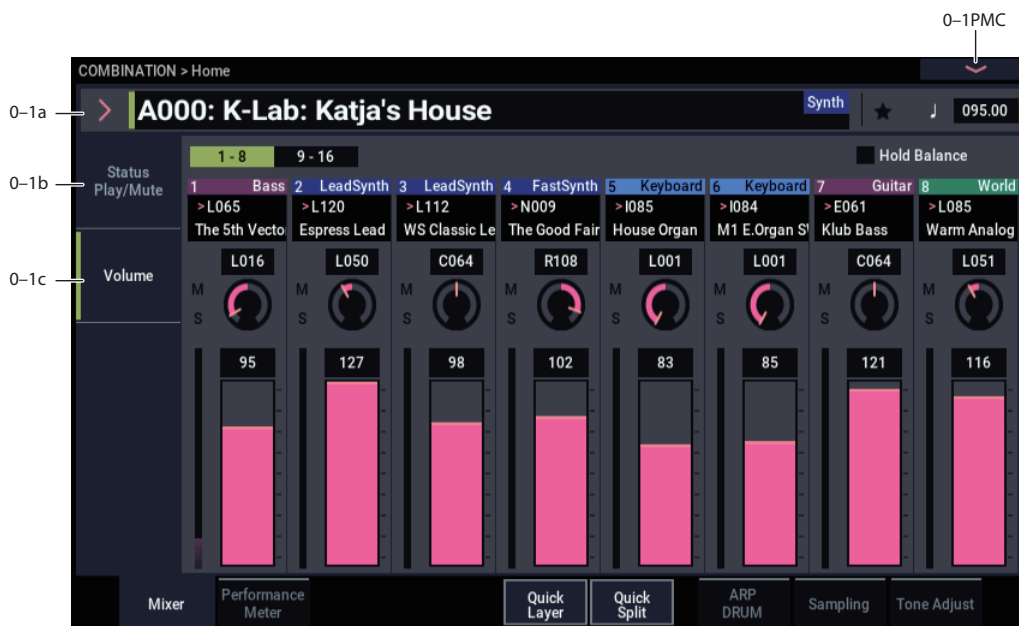 0–1PMC
COMBINATION > Home
0–1a
> A000: K-Lab: Katja's House Synth ★ ♩ 095.00
1 - 8 9 - 16 Hold Balance
0–1b
Status
Play/Mute
1 Bass 2 LeadSynth 3 LeadSynth 4 FastSynth 5 Keyboard 6 Keyboard 7 Guitar 8 World
>L065 >L120 >L112 >N009 >I085 >I084 >E061 >L085
The 5th Vecto Espress Lead WS Classic Le The Good Fair House Organ M1 E.Organ S Klub Bass Warm Analog
0–1c
Volume
L016 L050 C064 R108 L001 L001 C064 L051
M M M M M M M M
S S S S S S S S
95 127 98 102 83 85 121 116
Mixer
Performance
Meter
Quick
Layer
Quick
Split
ARP
DRUM
Sampling
Tone Adjust